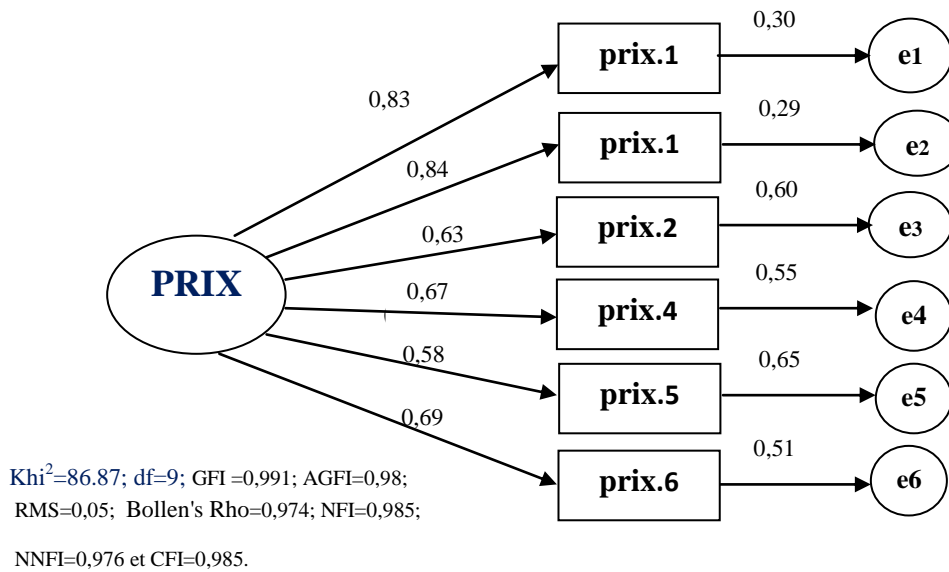 0,30
prix.1
e1
0,83
0,29
prix.1
e2
0,84
0,60
prix.2
e3
0,63
PRIX
0,67
0,55
prix.4
e4
0,58
0,65
prix.5
e5
0,69
0,51
prix.6
e6
Khi²=86.87; df=9; GFI =0,991; AGFI=0,98;
RMS=0,05; Bollen's Rho=0,974; NFI=0,985;
NNFI=0,976 et CFI=0,985.